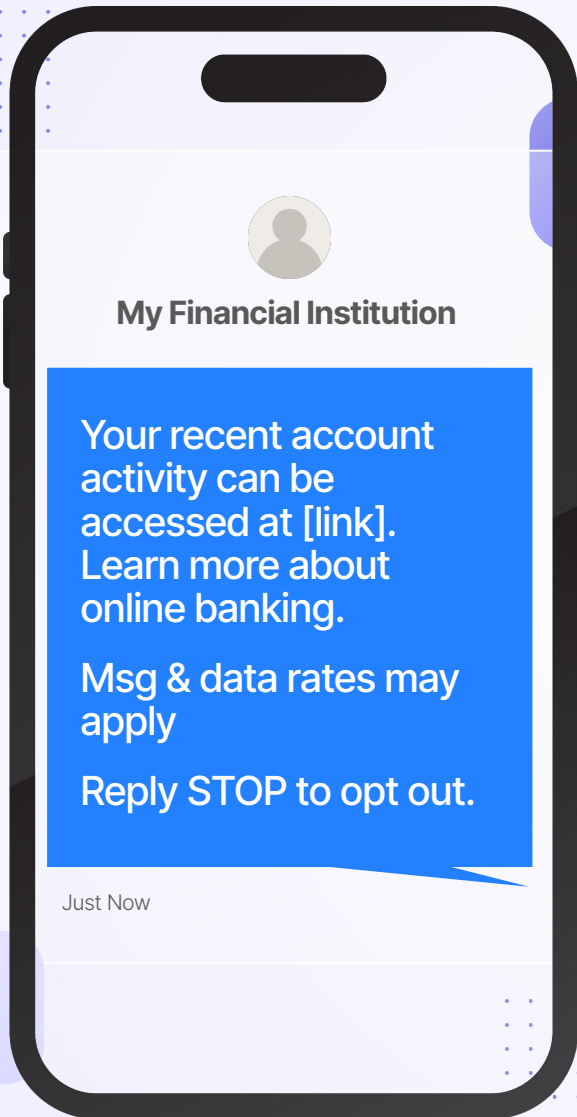 My Financial Institution
Your recent account
activity can be
accessed at [link].
Learn more about
online banking.
Msg & data rates may
apply
Reply STOP to opt out.
Just Now